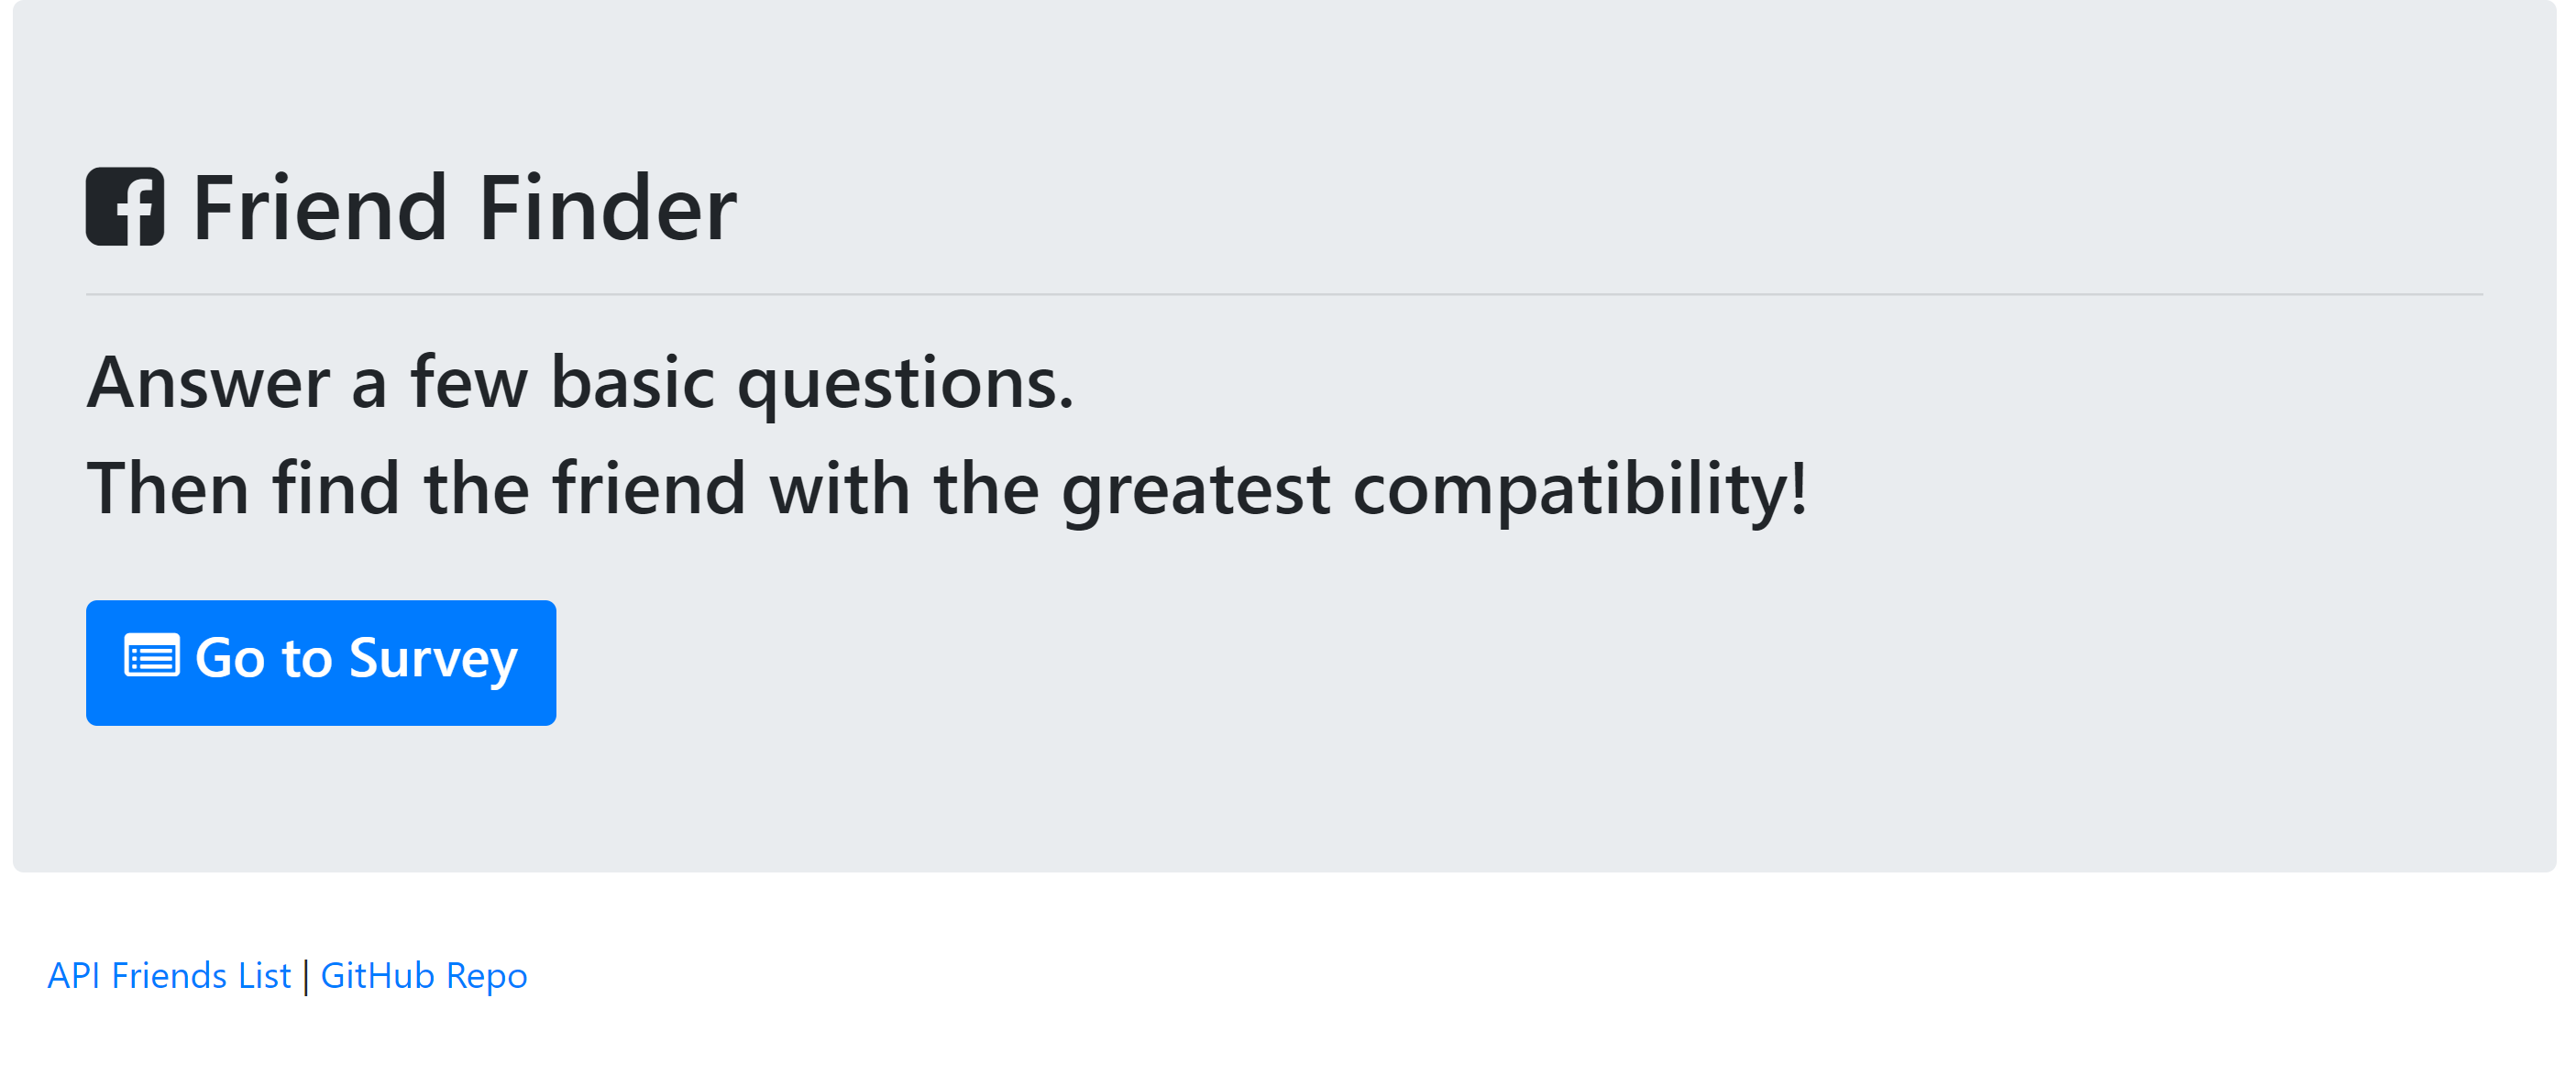 Friend Finder
Answer a few basic questions.
Then find the friend with the greatest compatibility!
Go to Survey
API Friends List | GitHub Repo